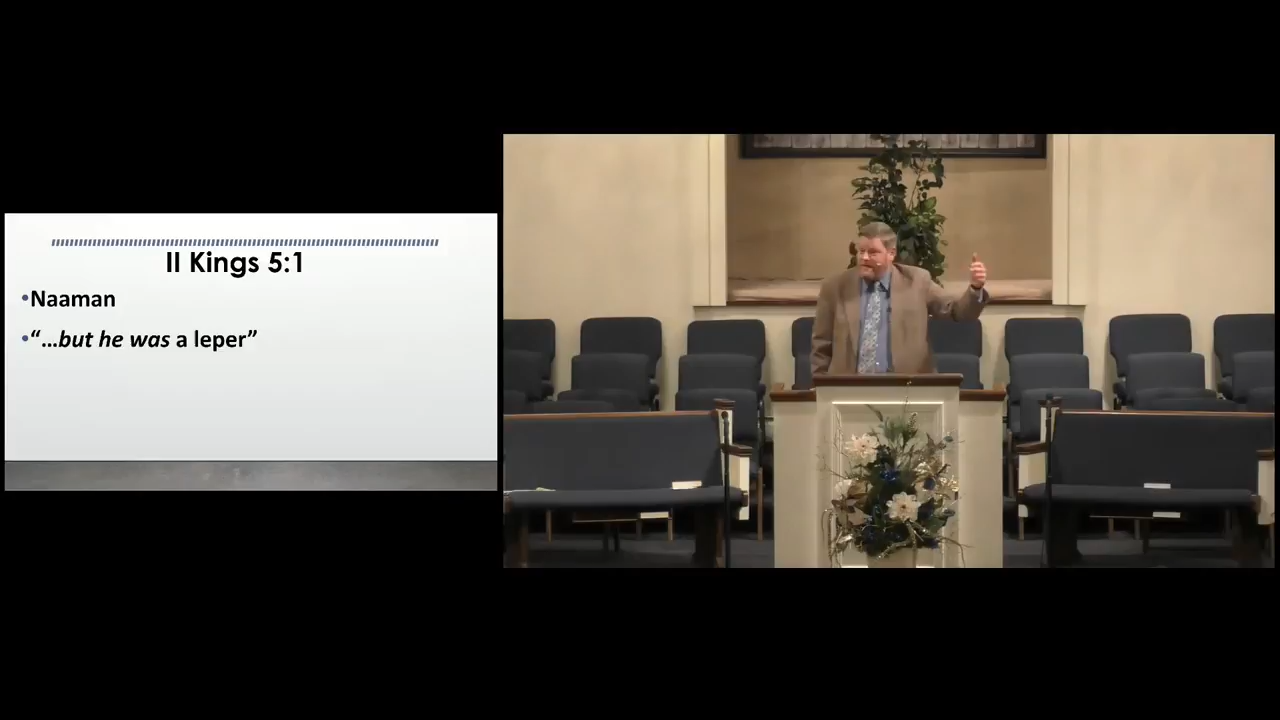 II Kings 5:1
•Naaman
•“…but he was a leper”